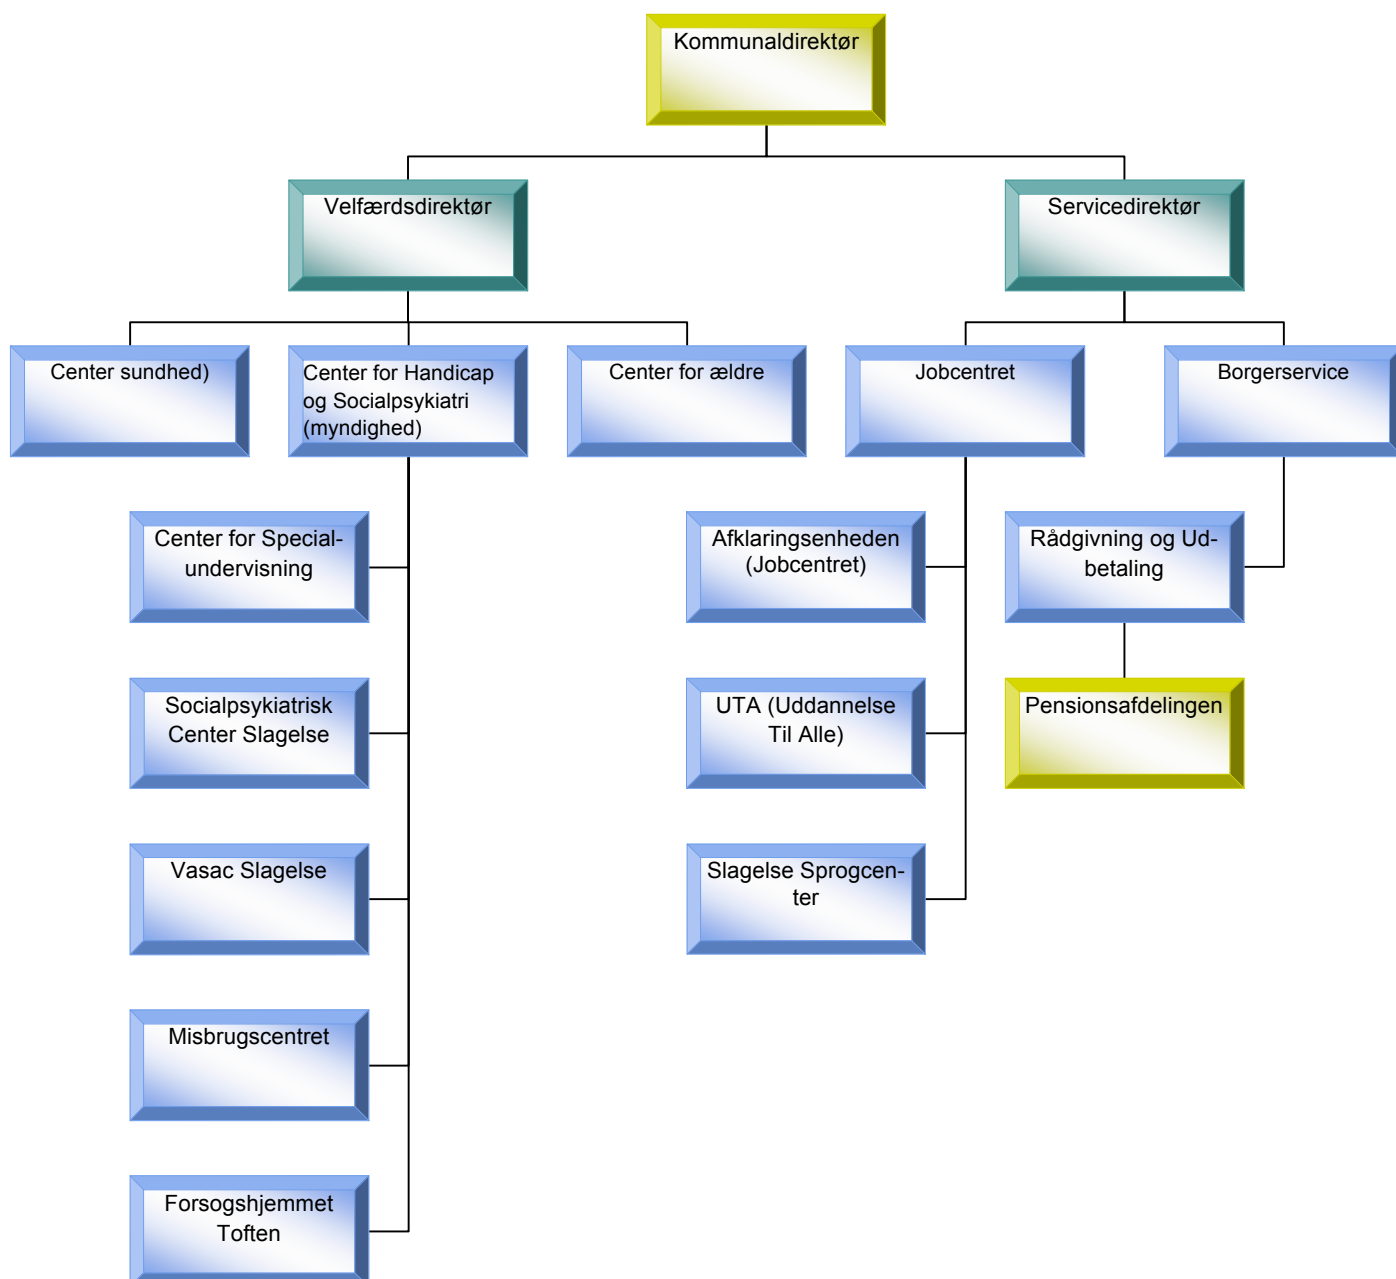 Kommunaldirektør
Velfærdsdirektør
Servicedirektør
Center sundhed)
Center for Handicap
og Socialpsykiatri
(myndighed)
Center for ældre
Jobcentret
Borgerservice
Center for Special-
undervisning
Afklaringsenheden
(Jobcentret)
Rådgivning og Ud-
betaling
Socialpsykiatrisk
Center Slagelse
UTA (Uddannelse
Til Alle)
Pensionsafdelingen
Vasac Slagelse
Slagelse Sprogcen-
ter
Misbrugscentret
Forsogshjemmet
Toften